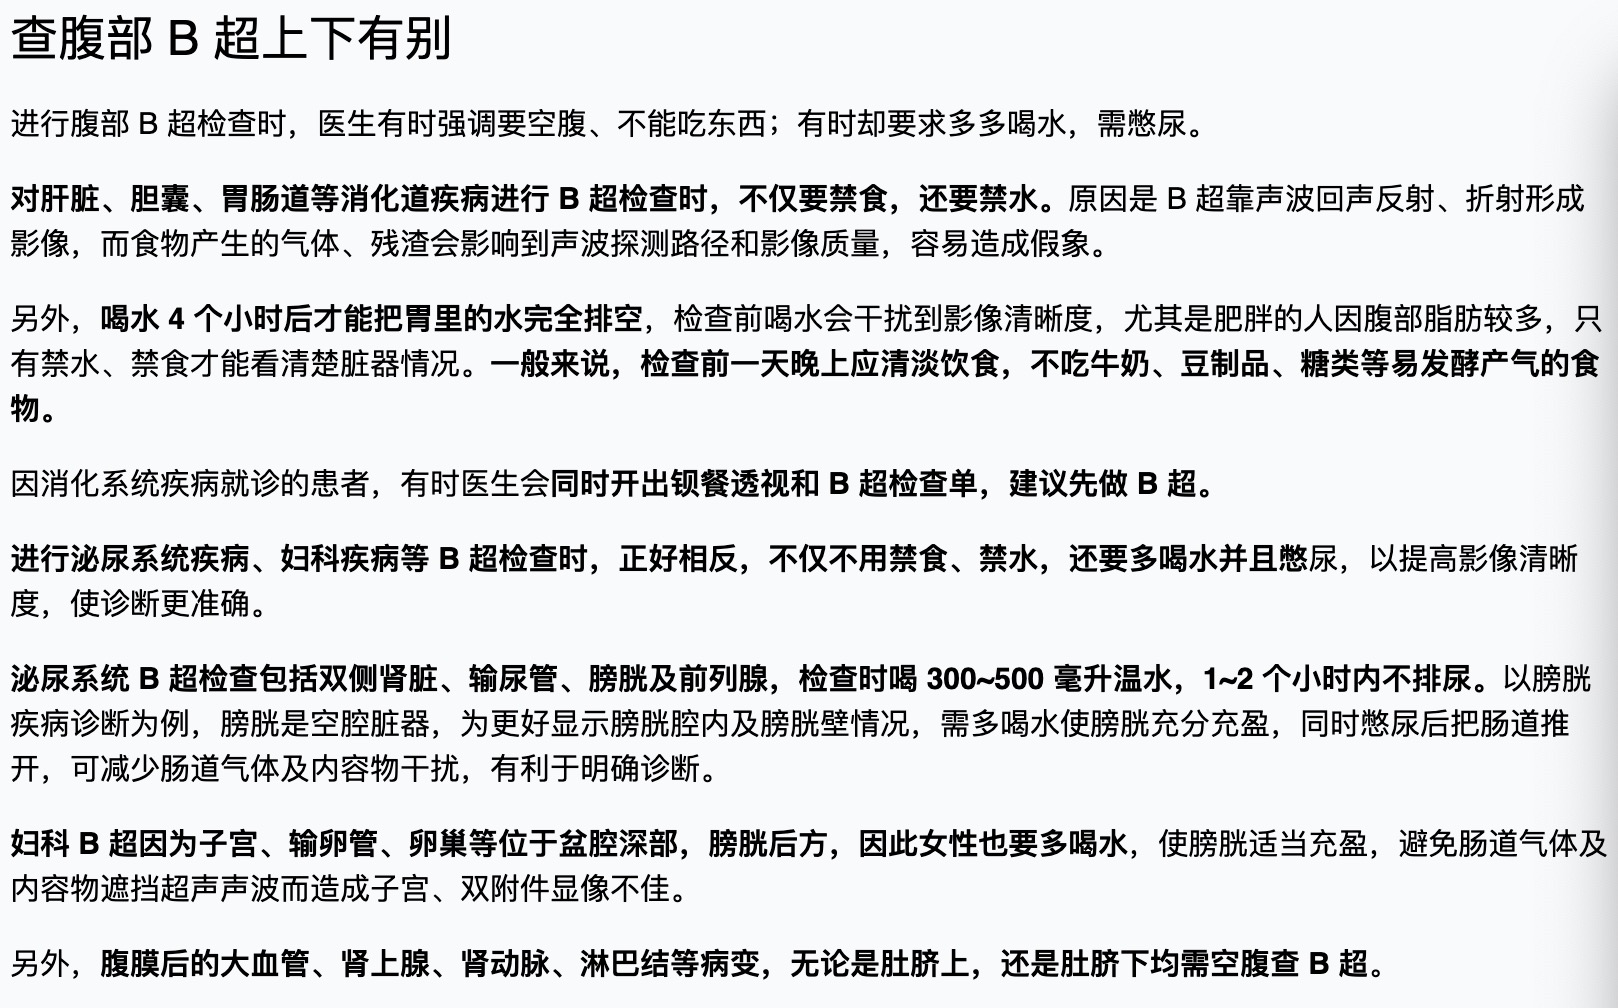 查腹部 B 超上下有别
进行腹部 B 超检查时，医生有时强调要空腹、不能吃东西；有时却要求多多喝水，需憋尿。
对肝脏、胆囊、胃肠道等消化道疾病进行 B 超检查时，不仅要禁食，还要禁水。原因是 B 超靠声波回声反射、折射形成
影像，而食物产生的气体、残渣会影响到声波探测路径和影像质量，容易造成假象。
另外，喝水 4 个小时后才能把胃里的水完全排空，检查前喝水会干扰到影像清晰度，尤其是肥胖的人因腹部脂肪较多，只
有禁水、禁食才能看清楚脏器情况。一般来说，检查前一天晚上应清淡饮食，不吃牛奶、豆制品、糖类等易发酵产气的食
物。
因消化系统疾病就诊的患者，有时医生会同时开出钡餐透视和 B 超检查单，建议先做 B 超。
进行泌尿系统疾病、妇科疾病等 B 超检查时，正好相反，不仅不用禁食、禁水，还要多喝水并且憋尿，以提高影像清晰
度，使诊断更准确。
泌尿系统 B 超检查包括双侧肾脏、输尿管、膀胱及前列腺，检查时喝 300~500 毫升温水，1~2 个小时内不排尿。以膀胱
疾病诊断为例，膀胱是空腔脏器，为更好显示膀胱腔内及膀胱壁情况，需多喝水使膀胱充分充盈，同时憋尿后把肠道推
开，可减少肠道气体及内容物干扰，有利于明确诊断。
妇科 B 超因为子宫、输卵管、卵巢等位于盆腔深部，膀胱后方，因此女性也要多喝水，使膀胱适当充盈，避免肠道气体及
内容物遮挡超声声波而造成子宫、双附件显像不佳。
另外，腹膜后的大血管、肾上腺、肾动脉、淋巴结等病变，无论是肚脐上，还是肚脐下均需空腹查 B 超。